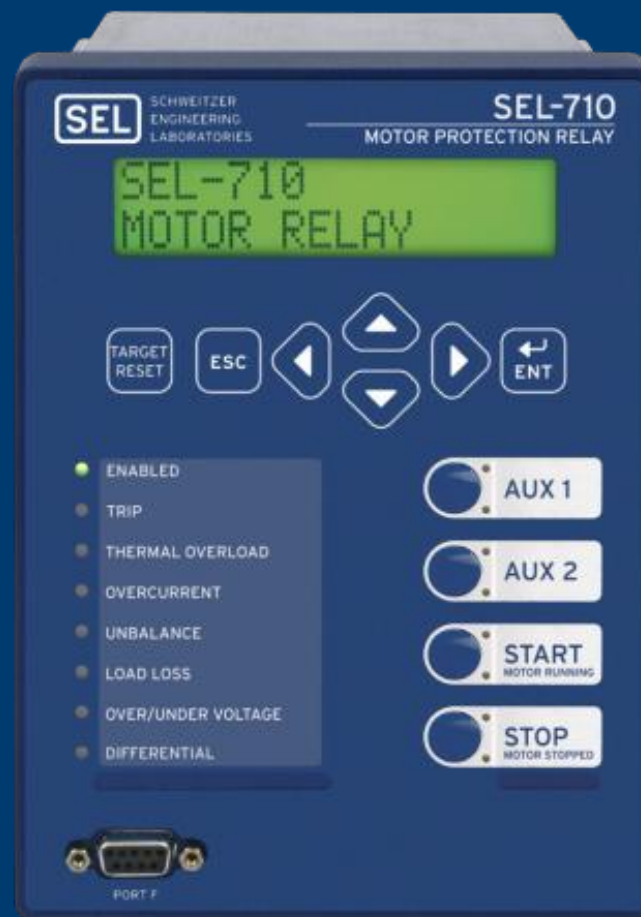 SEL
SCHWEITZER
ENGINEERING
LABORATORIES
SEL-710
MOTOR PROTECTION RELAY
SEL-710
MOTOR RELAY
TARGET
RESET
ESC
ENT
ENABLED
TRIP
THERMAL OVERLOAD
OVERCURRENT
UNBALANCE
LOAD LOSS
OVER/UNDER VOLTAGE
DIFFERENTIAL
AUX 1
AUX 2
START
MOTOR RUNNING
STOP
MOTOR STOPPED
PORT F